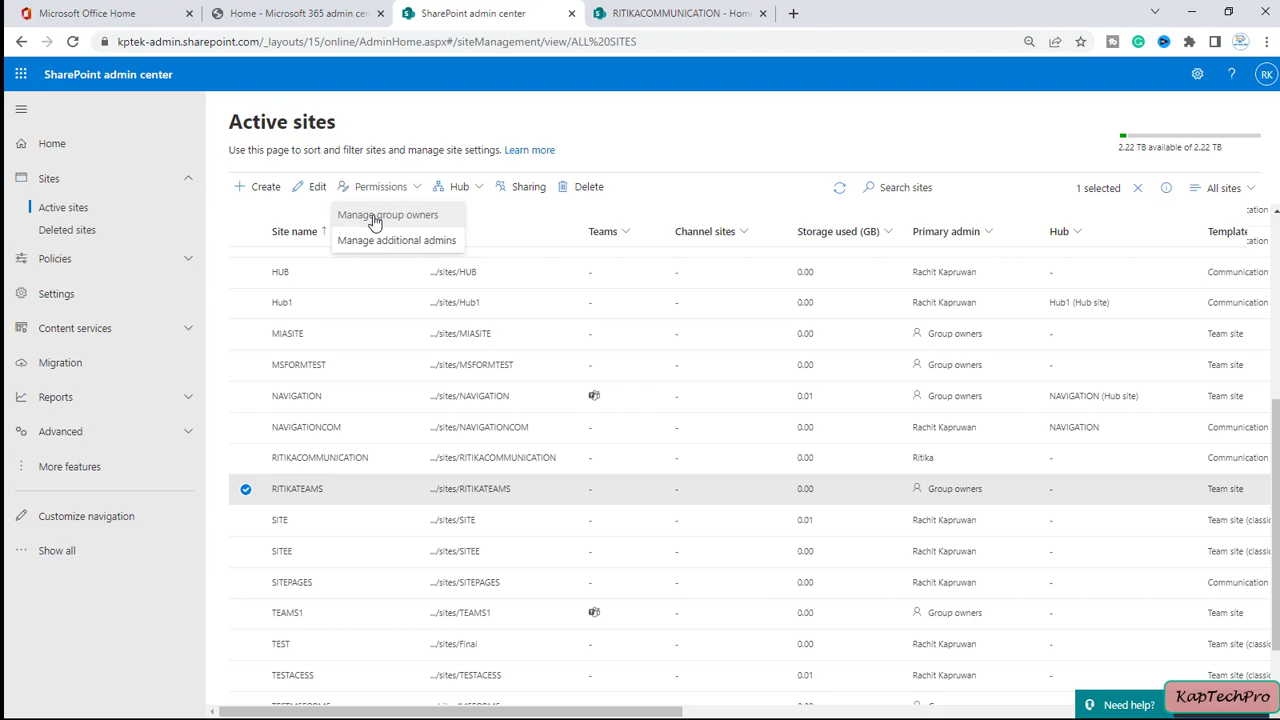 Microsoft Office Home
Home - Microsoft 365 admin cen
SharePoint admin center
RITIKACOMMUNICATION - Hom
kptek-admin.sharepoint.com/_layouts/15/online/AdminHome.aspx#/siteManagement/view/ALL%20SITES
SharePoint admin center
RK
Home
Sites
Active sites
Deleted sites
Policies
Settings
Content services
Migration
Reports
Advanced
More features
Customize navigation
Show all
Active sites
Use this page to sort and filter sites and manage site settings. Learn more
2.22 TB available of 2.22 TB
Create Edit Permissions Hub Sharing Delete Search sites 1 selected All sites
Manage group owners
Manage additional admins
Site name ↑ Teams Channel sites Storage used (GB) Primary admin Hub Template
HUB .../sites/HUB - - 0.00 Rachit Kapruwan - Communication
Hub1 .../sites/Hub1 - - 0.00 Rachit Kapruwan Hub1 (Hub site) Communication
MIASITE .../sites/MIASITE - - 0.00 Group owners - Team site
MSFORMTEST .../sites/MSFORMTEST - - 0.00 Group owners - Team site
NAVIGATION .../sites/NAVIGATION - 0.01 Group owners NAVIGATION (Hub site) Team site
NAVIGATIONCOM .../sites/NAVIGATIONCOM - - 0.00 Rachit Kapruwan NAVIGATION Communication
RITIKACOMMUNICATION .../sites/RITIKACOMMUNICATION - - 0.00 Ritika - Communication
RITIKATEAMS .../sites/RITIKATEAMS - - 0.00 Group owners - Team site
SITE .../sites/SITE - - 0.01 Rachit Kapruwan - Team site (classic
SITEE .../sites/SITEE - - 0.00 Rachit Kapruwan - Team site (classic
SITEPAGES .../sites/SITEPAGES - - 0.00 Rachit Kapruwan - Communication
TEAMS1 .../sites/TEAMS1 - 0.00 Group owners - Team site
TEST .../sites/Final - - 0.00 Rachit Kapruwan - Team site (classic
TESTACESS .../sites/TESTACESS - - 0.01 Rachit Kapruwan - Communication
Need help?
KapTechPro